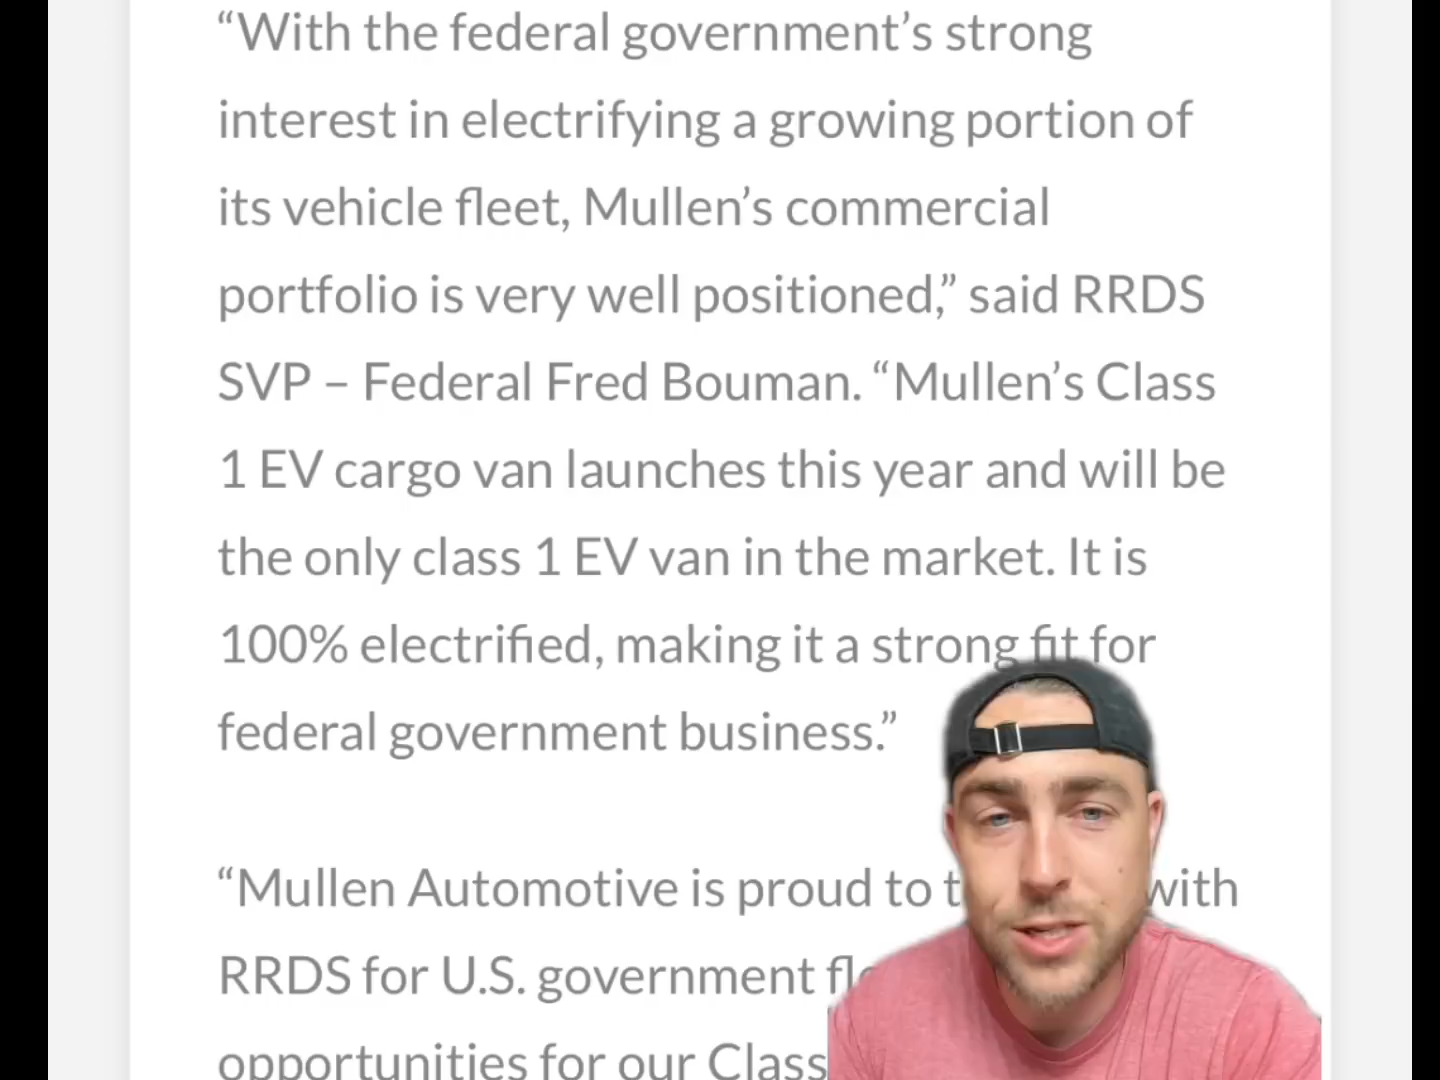 “With the federal government’s strong
interest in electrifying a growing portion of
its vehicle fleet, Mullen’s commercial
portfolio is very well positioned,” said RRDS
SVP – Federal Fred Bouman. “Mullen’s Class
1 EV cargo van launches this year and will be
the only class 1 EV van in the market. It is
100% electrified, making it a strong fit for
federal government business.”
“Mullen Automotive is proud to with
RRDS for U.S. government
opportunities for our Class